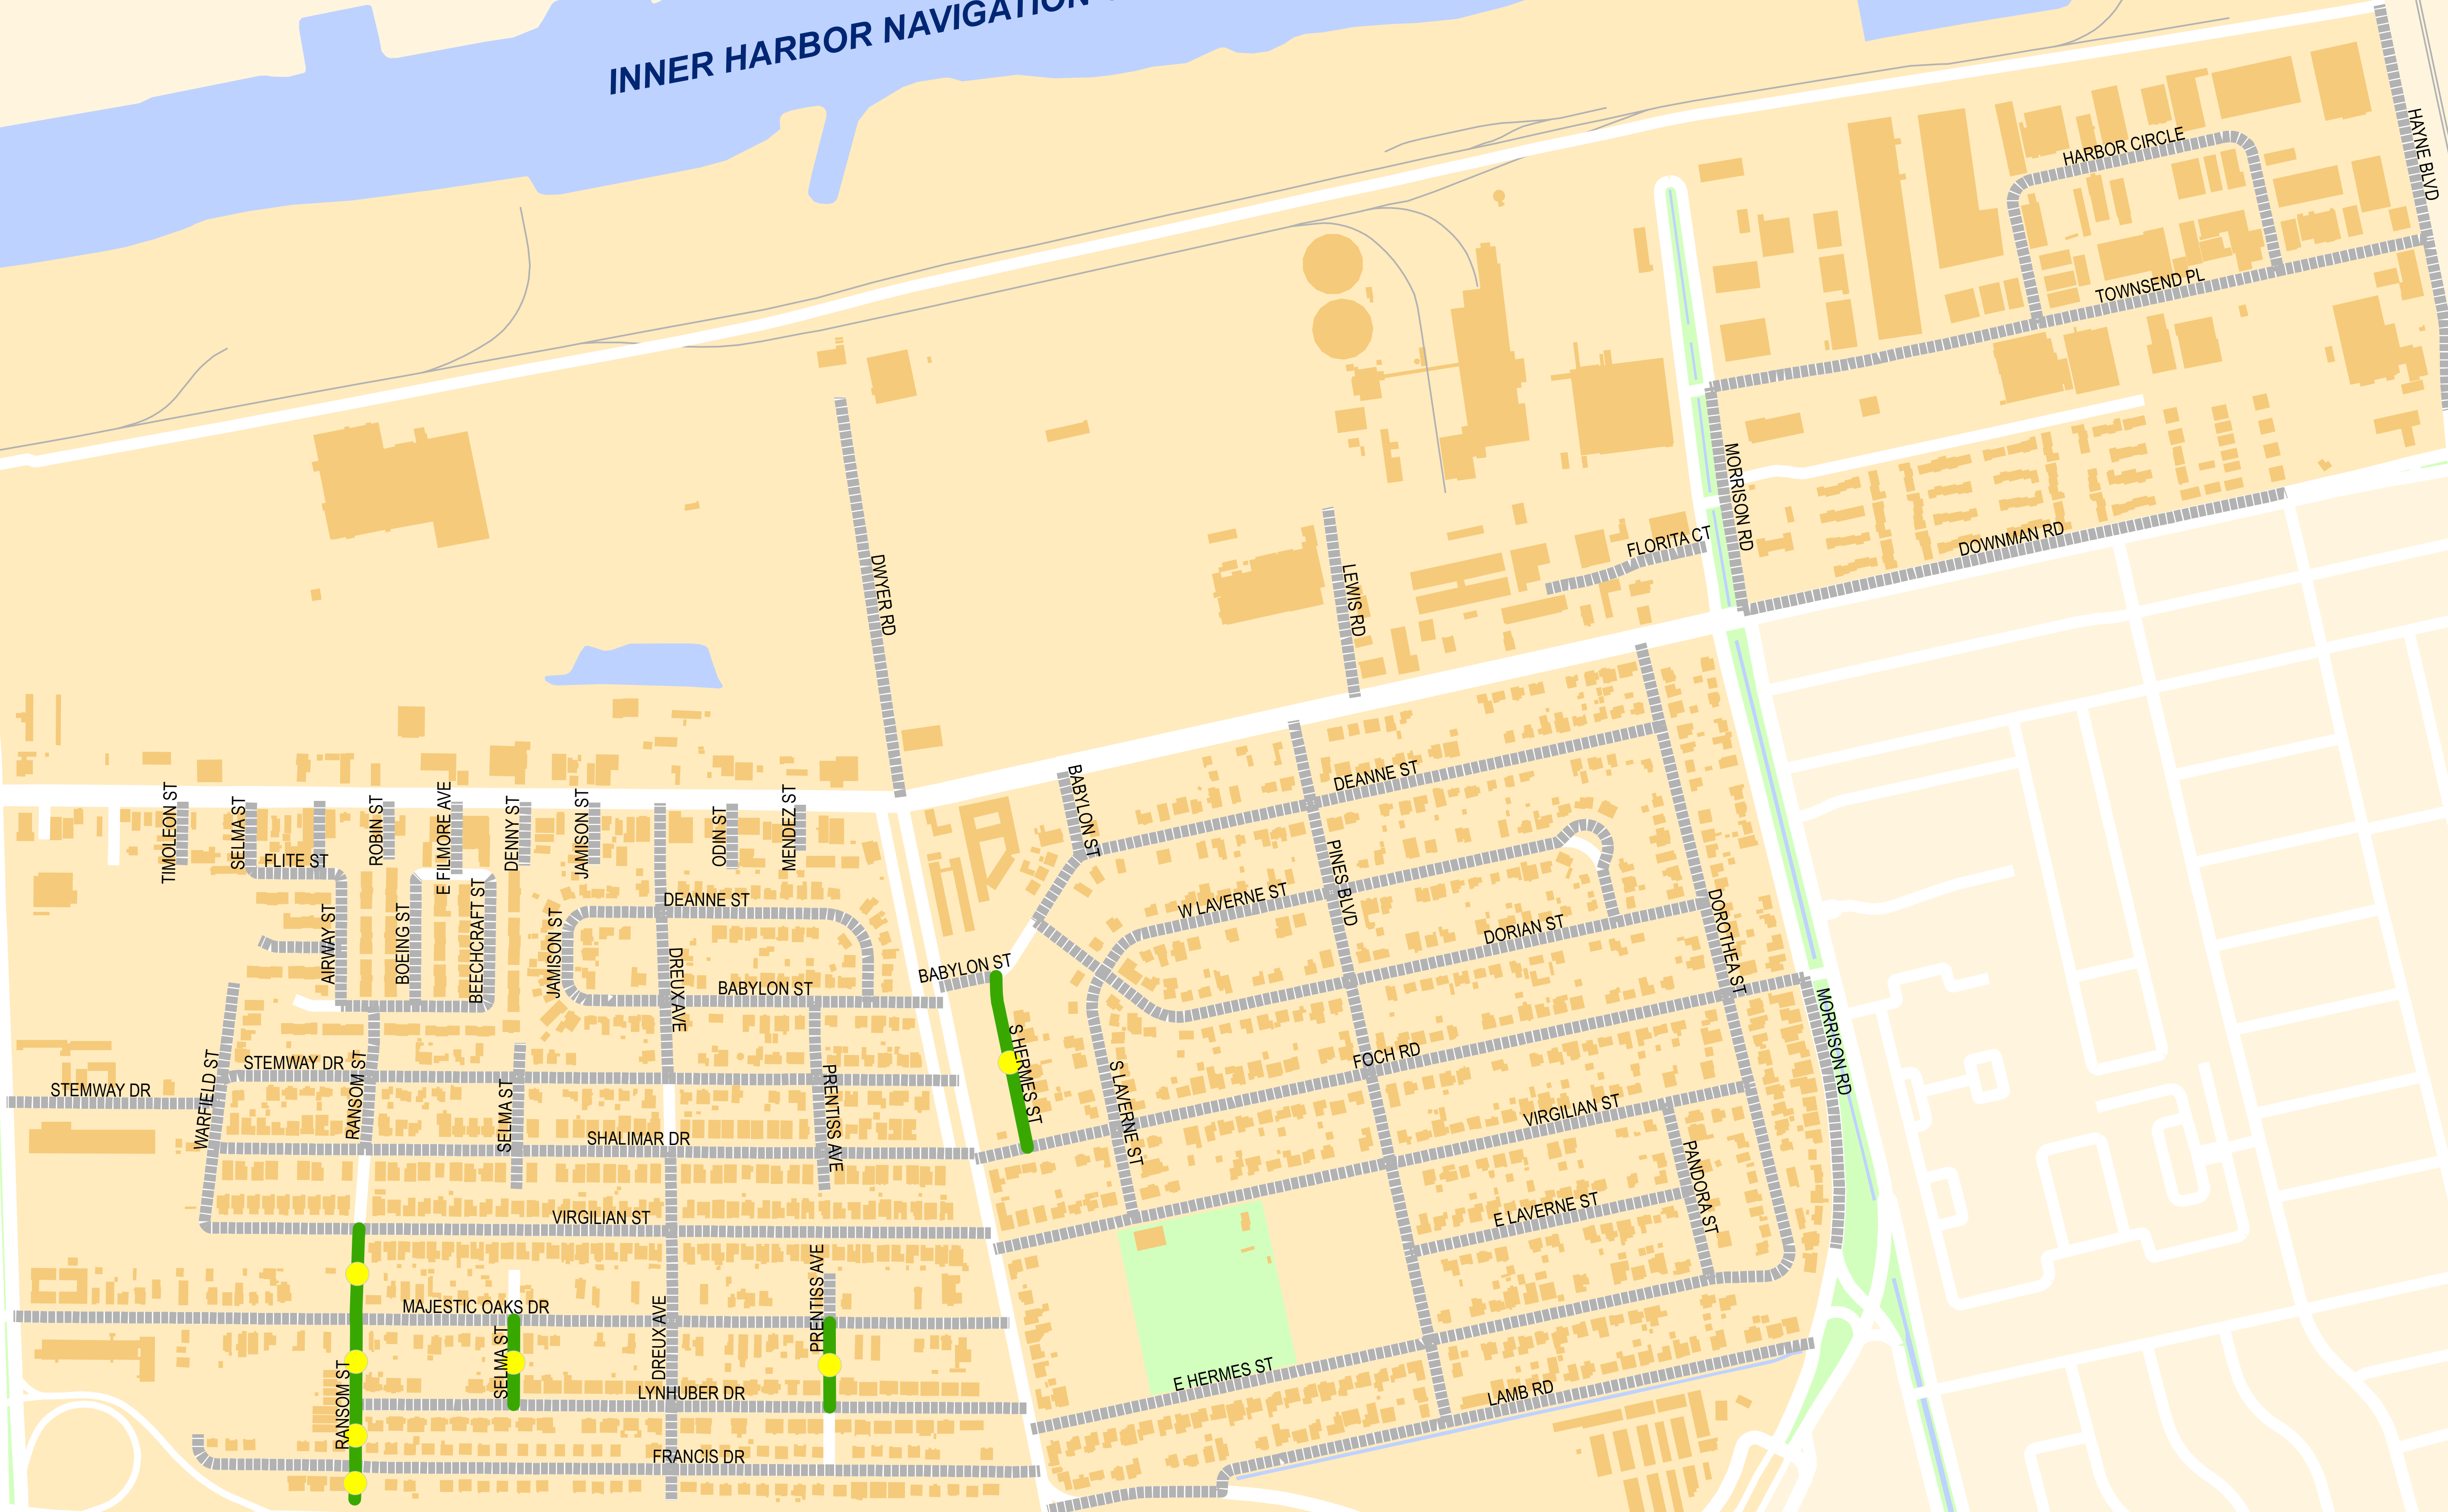 INNER HARBOR NAVIGATION
HAYNE BLVD
HARBOR CIRCLE
TOWNSEND PL
MORRISON RD
FLORITA CT
DOWNMAN RD
DWYER RD
LEWIS RD
TIMOLEON ST
SELMA ST
FLITE ST
ROBIN ST
E FILMORE AVE
DENNY ST
JAMISON ST
ODIN ST
MENDEZ ST
BABYLON ST
DEANNE ST
PINES BLVD
W LAVERNE ST
DORIAN ST
DOROTHEA ST
AIRWAY ST
BOEING ST
BEECHCRAFT ST
JAMISON ST
DEANNE ST
DREUX AVE
BABYLON ST
BABYLON ST
S HERMES ST
S LAVERNE ST
FOCH RD
MORRISON RD
STEMWAY DR
STEMWAY DR
WARFIELD ST
RANSOM ST
SELMA ST
SHALIMAR DR
PRENTISS AVE
VIRGILIAN ST
PANDORA ST
E LAVERNE ST
VIRGILIAN ST
MAJESTIC OAKS DR
PRENTISS AVE
DREUX AVE
SELMA ST
RANSOM ST
LYNHUBER DR
E HERMES ST
LAMB RD
FRANCIS DR